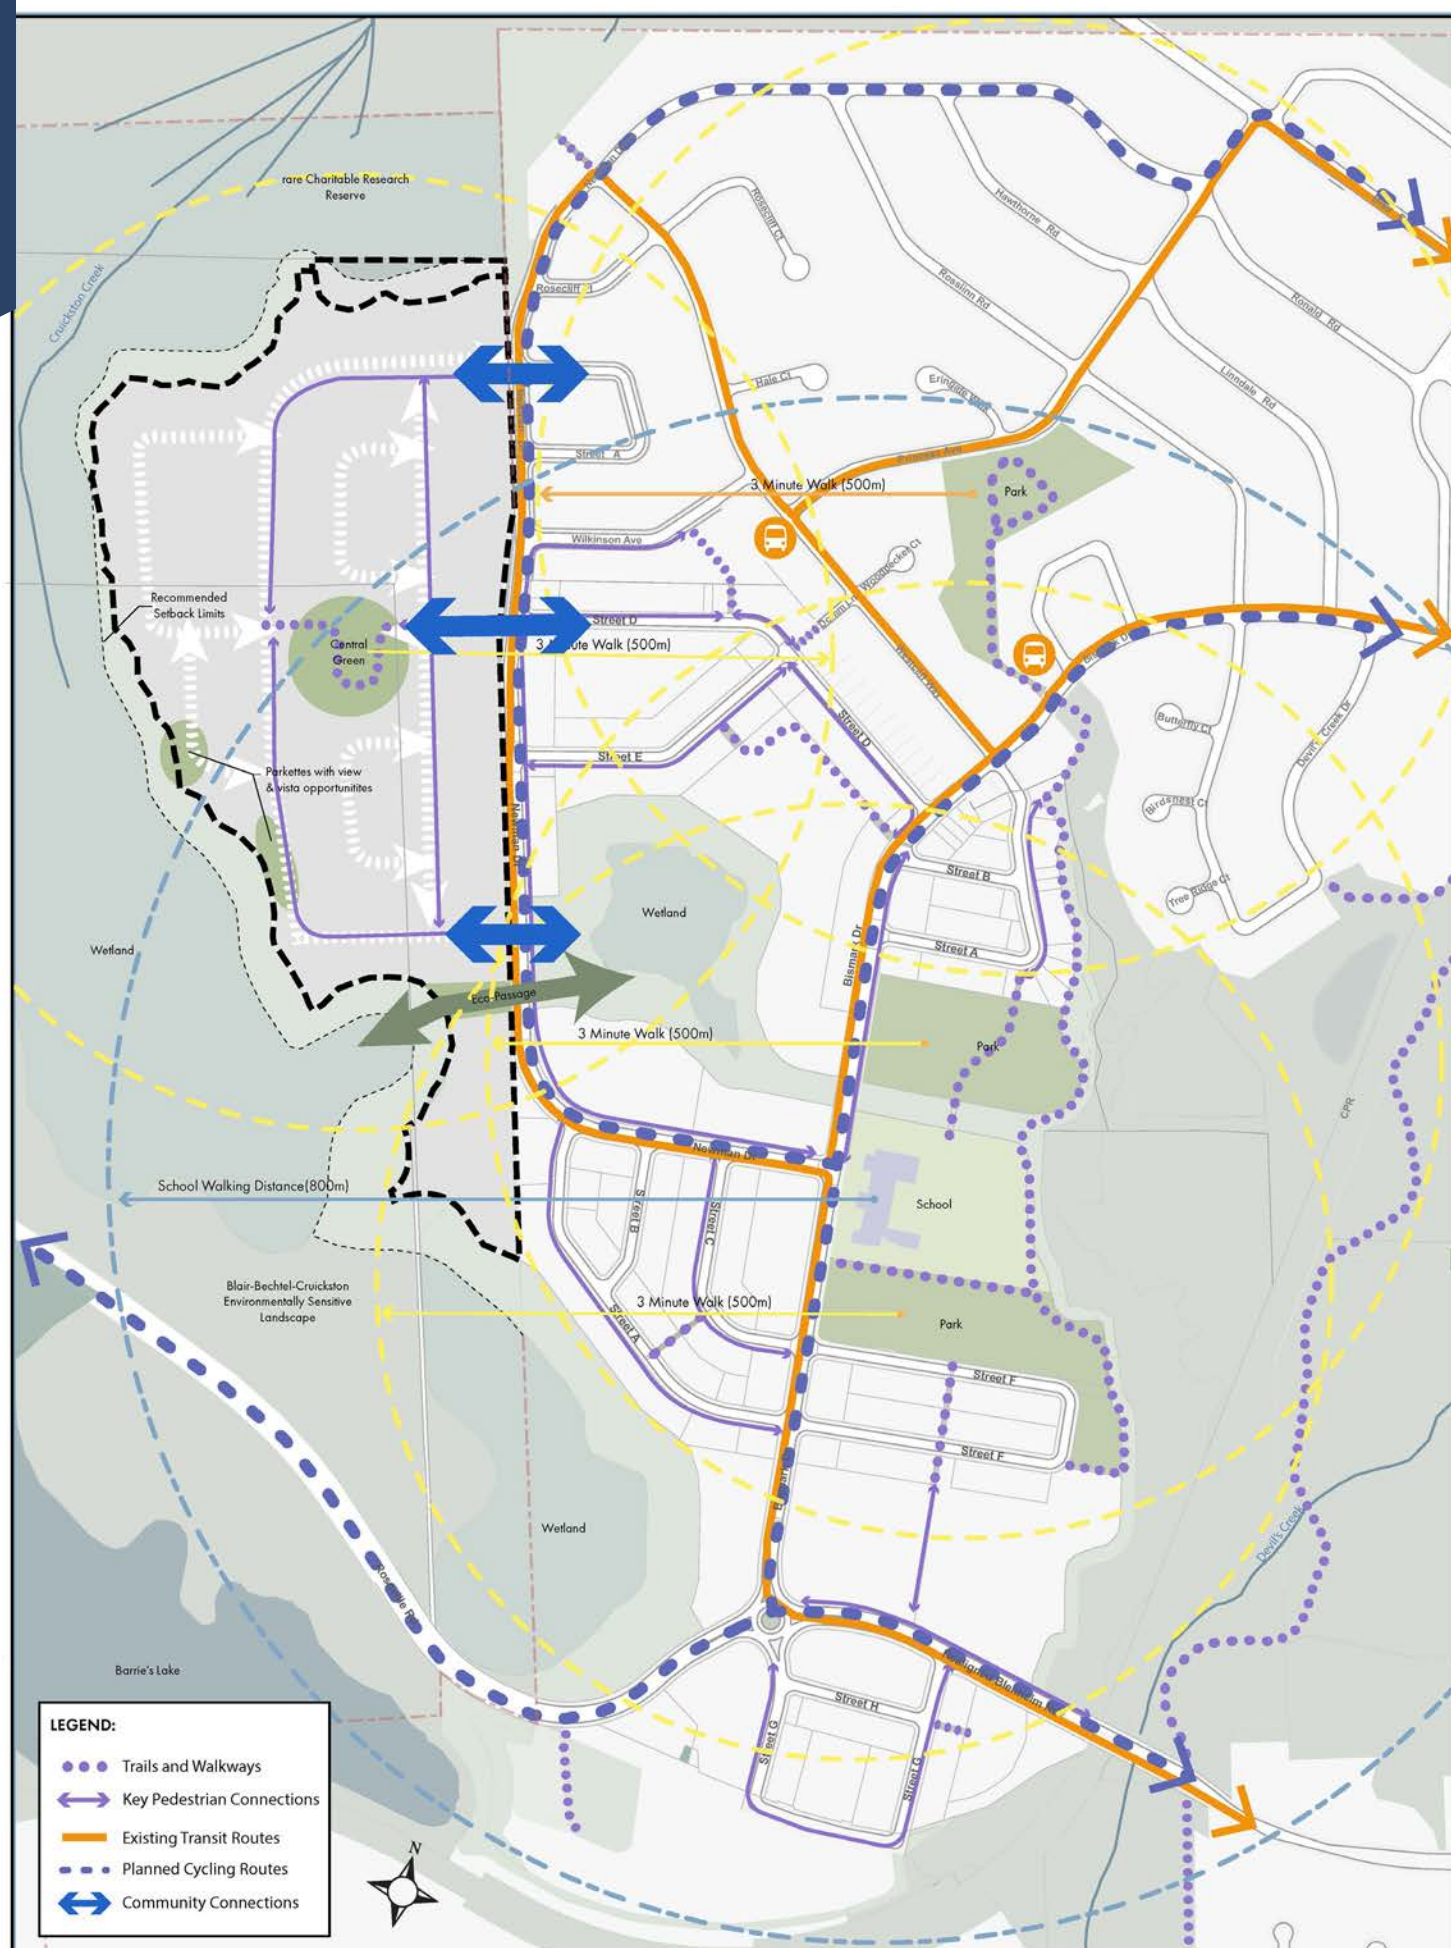 rare Charitable Research
Reserve
Cruickston Creek
Rosecliff Ct
Hawthorne Rd
Rosslinn Rd
Ronald Rd
Linndale Rd
Hale Ct
Street A
3 Minute Walk (500m)
Park
Wilkinson Ave
Woodpecker Ct
Recommended
Setback Limits
Street D
3 Minute Walk (500m)
Central
Green
Street D
Butterfly Ct
Devil's Creek Dr
Street E
Parkettes with view
& vista opportunitites
Birdsnest Ct
Newman Dr
Street B
Tree Ridge Ct
Wetland
Wetland
Street A
Bismark Dr
Eco-Passage
3 Minute Walk (500m)
Park
CPR
Newman Dr
School Walking Distance(800m)
School
Street B
Street C
Blair-Bechtel-Cruickston
Environmentally Sensitive
Landscape
3 Minute Walk (500m)
Street A
Park
Street F
Street F
Wetland
Devil's Creek
Barrie's Lake
Street H
Street G
Street G
LEGEND:
Trails and Walkways
Key Pedestrian Connections
Existing Transit Routes
Planned Cycling Routes
Community Connections
N